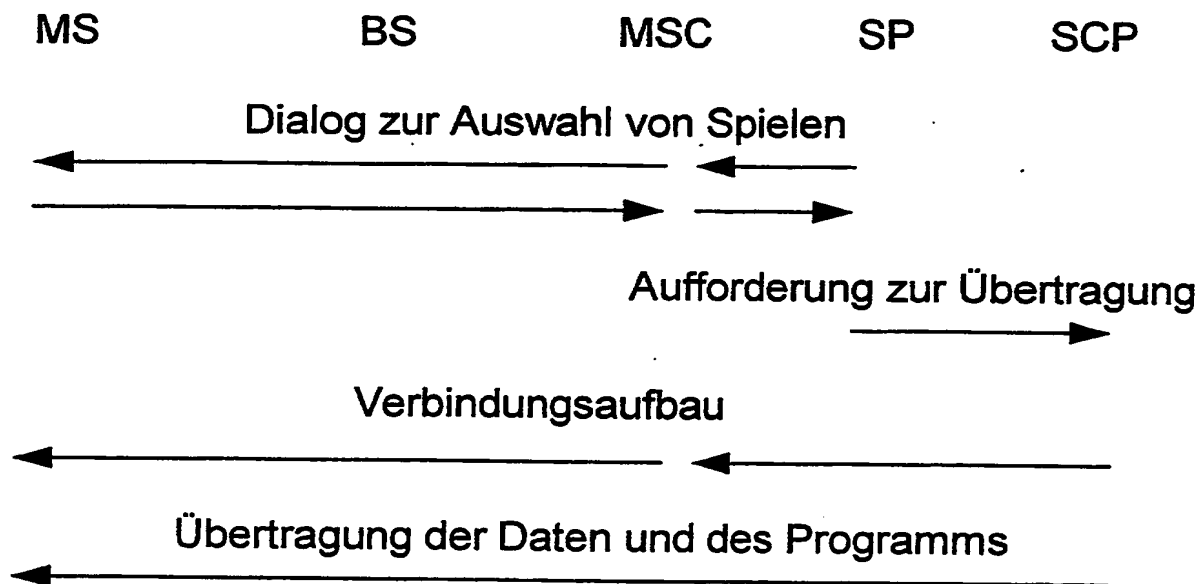 MS BS MSC SP SCP
Dialog zur Auswahl von Spielen
Aufforderung zur Übertragung
Verbindungsaufbau
Übertragung der Daten und des Programms